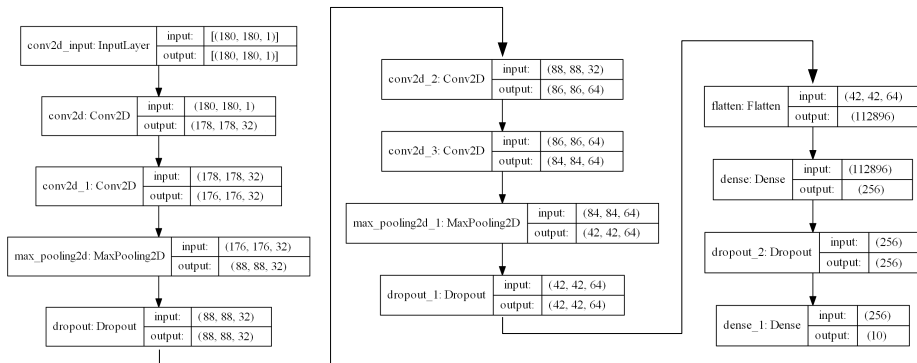 conv2d_input: InputLayer
input: [(180, 180, 1)]
output: [(180, 180, 1)]
conv2d: Conv2D
input: (180, 180, 1)
output: (178, 178, 32)
conv2d_1: Conv2D
input: (178, 178, 32)
output: (176, 176, 32)
max_pooling2d: MaxPooling2D
input: (176, 176, 32)
output: (88, 88, 32)
dropout: Dropout
input: (88, 88, 32)
output: (88, 88, 32)
conv2d_2: Conv2D
input: (88, 88, 32)
output: (86, 86, 64)
conv2d_3: Conv2D
input: (86, 86, 64)
output: (84, 84, 64)
max_pooling2d_1: MaxPooling2D
input: (84, 84, 64)
output: (42, 42, 64)
dropout_1: Dropout
input: (42, 42, 64)
output: (42, 42, 64)
flatten: Flatten
input: (42, 42, 64)
output: (112896)
dense: Dense
input: (112896)
output: (256)
dropout_2: Dropout
input: (256)
output: (256)
dense_1: Dense
input: (256)
output: (10)